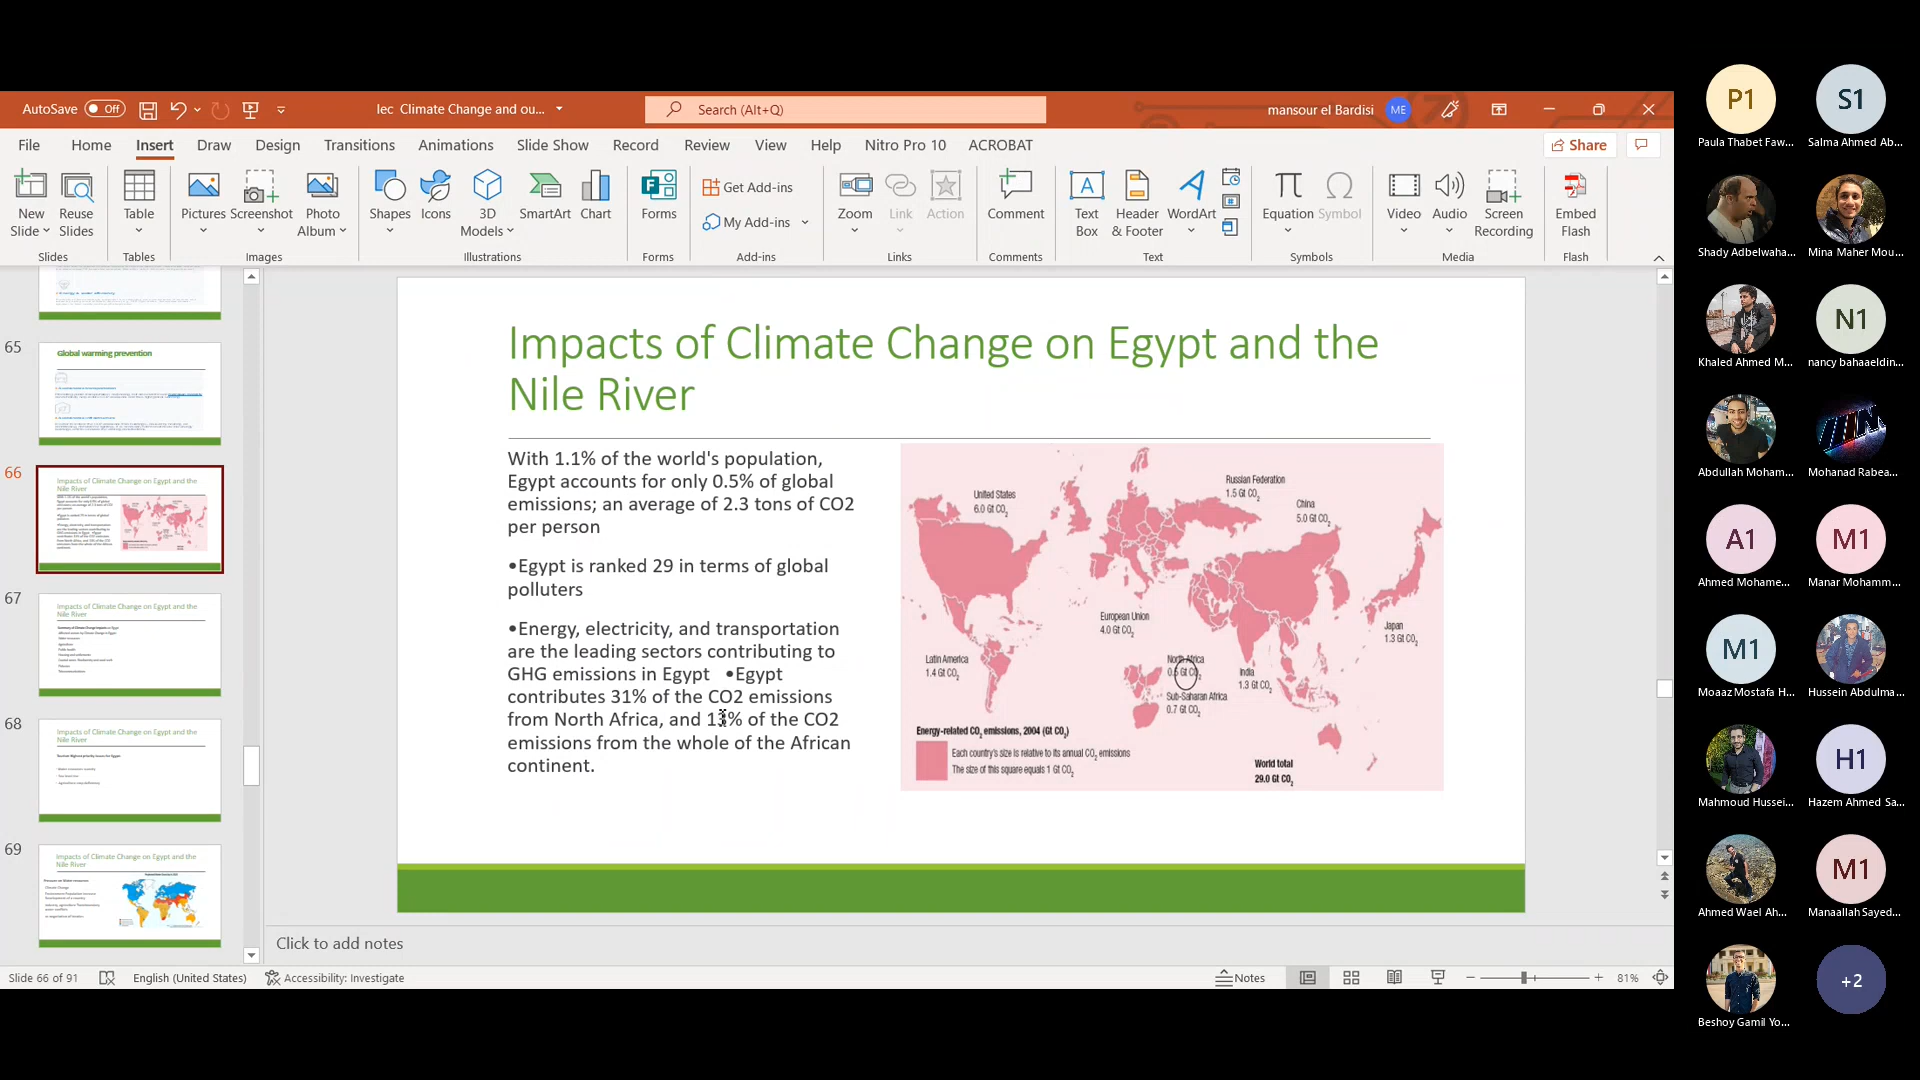 AutoSave Off
lec Climate Change and ou...
Search (Alt+Q)
mansour el Bardisi ME
File Home Insert Draw Design Transitions Animations Slide Show Record Review View Help Nitro Pro 10 ACROBAT
Share
New Slide
Reuse Slides
Table
Pictures
Screenshot
Photo Album
Shapes
Icons
3D Models
SmartArt
Chart
Forms
Get Add-ins
My Add-ins
Zoom
Link
Action
Comment
Text Box
Header & Footer
WordArt
Equation
Symbol
Video
Audio
Screen Recording
Embed Flash
Slides Tables Images Illustrations Forms Add-ins Links Comments Text Symbols Media Flash
65
Global warming prevention
66
Impacts of Climate Change on Egypt and the
Nile River
67
Impacts of Climate Change on Egypt and the
Nile River
68
Impacts of Climate Change on Egypt and the
Nile River
69
Impacts of Climate Change on Egypt and the
Nile River
Impacts of Climate Change on Egypt and the
Nile River
With 1.1% of the world's population,
Egypt accounts for only 0.5% of global
emissions; an average of 2.3 tons of CO2
per person
•Egypt is ranked 29 in terms of global
polluters
•Energy, electricity, and transportation
are the leading sectors contributing to
GHG emissions in Egypt •Egypt
contributes 31% of the CO2 emissions
from North Africa, and 13% of the CO2
emissions from the whole of the African
continent.
United States
6.0 Gt CO2
Russian Federation
1.5 Gt CO2
China
5.0 Gt CO2
European Union
4.0 Gt CO2
Japan
1.3 Gt CO2
Latin America
1.4 Gt CO2
North Africa
0.5 Gt CO2
India
1.3 Gt CO2
Sub-Saharan Africa
0.7 Gt CO2
Energy-related CO2 emissions, 2004 (Gt CO2)
Each country's size is relative to its annual CO2 emissions
The size of this square equals 1 Gt CO2
World total
29.0 Gt CO2
Click to add notes
Slide 66 of 91 English (United States) Accessibility: Investigate Notes 81%
P1
Paula Thabet Faw...
S1
Salma Ahmed Ab...
Shady Adbelwaha...
Mina Maher Mou...
Khaled Ahmed M...
N1
nancy bahaaeldin...
Abdullah Moham...
Mohanad Rabea...
A1
Ahmed Mohame...
M1
Manar Mohamm...
M1
Moaaz Mostafa H...
Hussein Abdulma...
Mahmoud Hussei...
H1
Hazem Ahmed Sa...
Ahmed Wael Ah...
M1
Manaallah Sayed...
Beshoy Gamil Yo...
+2